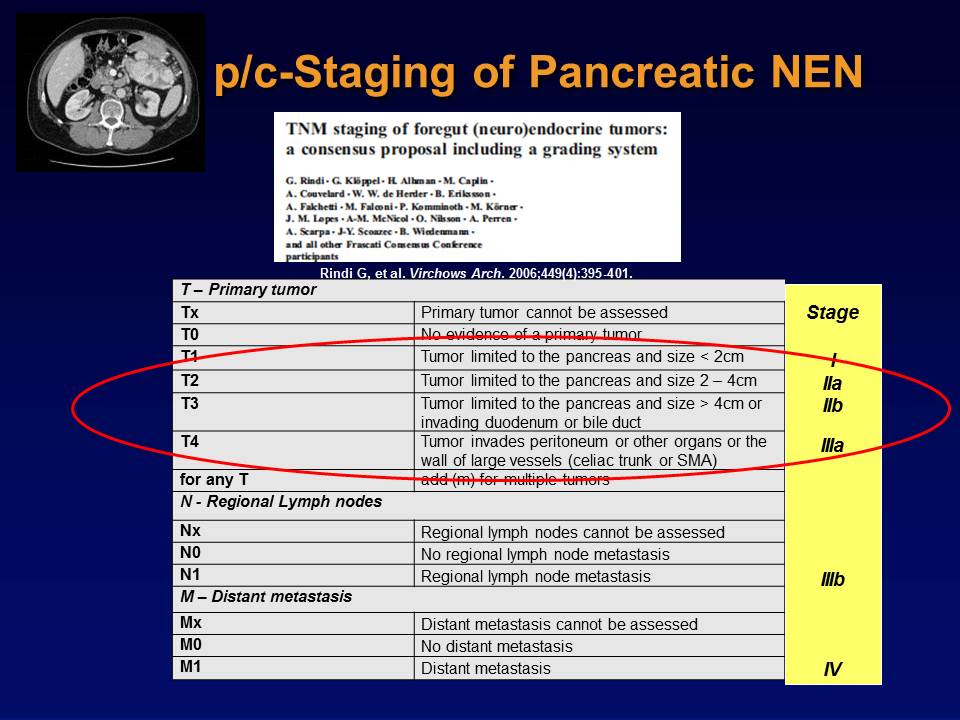 p/c-Staging of Pancreatic NEN
TNM staging of foregut (neuro)endocrine tumors:
a consensus proposal including a grading system
G. Rindi · G. Klöppel · H. Alhman · M. Caplin ·
A. Couvelard · W. W. de Herder · B. Eriksson ·
A. Falchetti · M. Falconi · P. Komminoth · M. Körner ·
J. M. Lopes · A-M. McNicol · O. Nilsson · A. Perren ·
A. Scarpa · J-Y. Scoazec · B. Wiedenmann ·
and all other Frascati Consensus Conference
participants
Rindi G, et al. Virchows Arch. 2006;449(4):395-401.
T – Primary tumor
Stage
Tx Primary tumor cannot be assessed
T0 No evidence of a primary tumor
T1 Tumor limited to the pancreas and size < 2cm I
T2 Tumor limited to the pancreas and size 2 – 4cm IIa
T3 Tumor limited to the pancreas and size > 4cm or IIb
invading duodenum or bile duct
T4 Tumor invades peritoneum or other organs or the IIIa
wall of large vessels (celiac trunk or SMA)
for any T add (m) for multiple tumors
N - Regional Lymph nodes
Nx Regional lymph nodes cannot be assessed
N0 No regional lymph node metastasis
N1 Regional lymph node metastasis IIIb
M – Distant metastasis
Mx Distant metastasis cannot be assessed
M0 No distant metastasis
M1 Distant metastasis IV